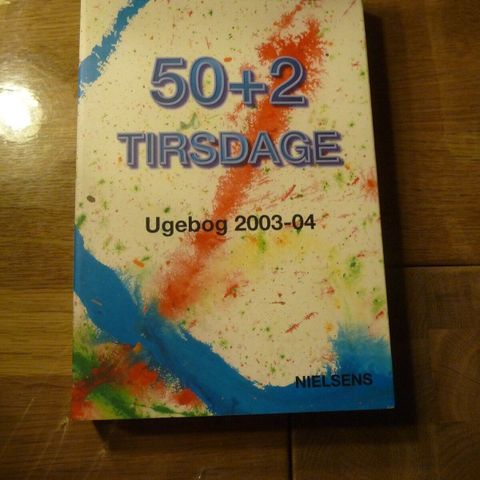 50+2
TIRSDAGE
Ugebog 2003-04
NIELSENS